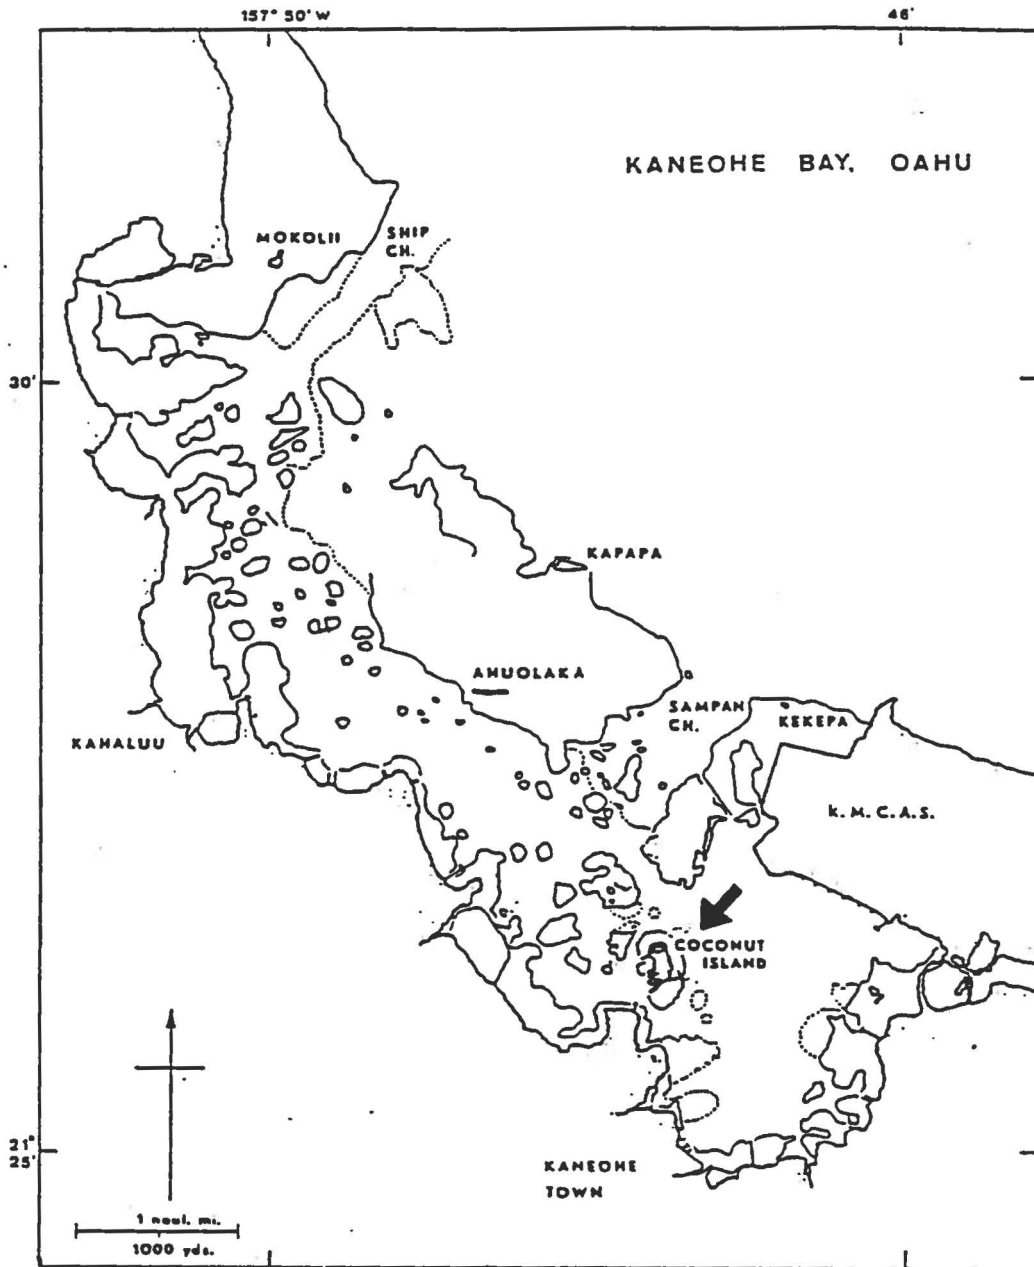 157° 50' W
46'
KANEOHE BAY, OAHU
MOKOLII
SHIP
CH.
30'
KAPAPA
AHUOLAKA
SAMPAN
CH.
KEKEPA
KAHALUU
K.M.C.A.S.
COCONUT
ISLAND
21°
25'
KANEOHE
TOWN
1 naut. mi.
1000 yds.